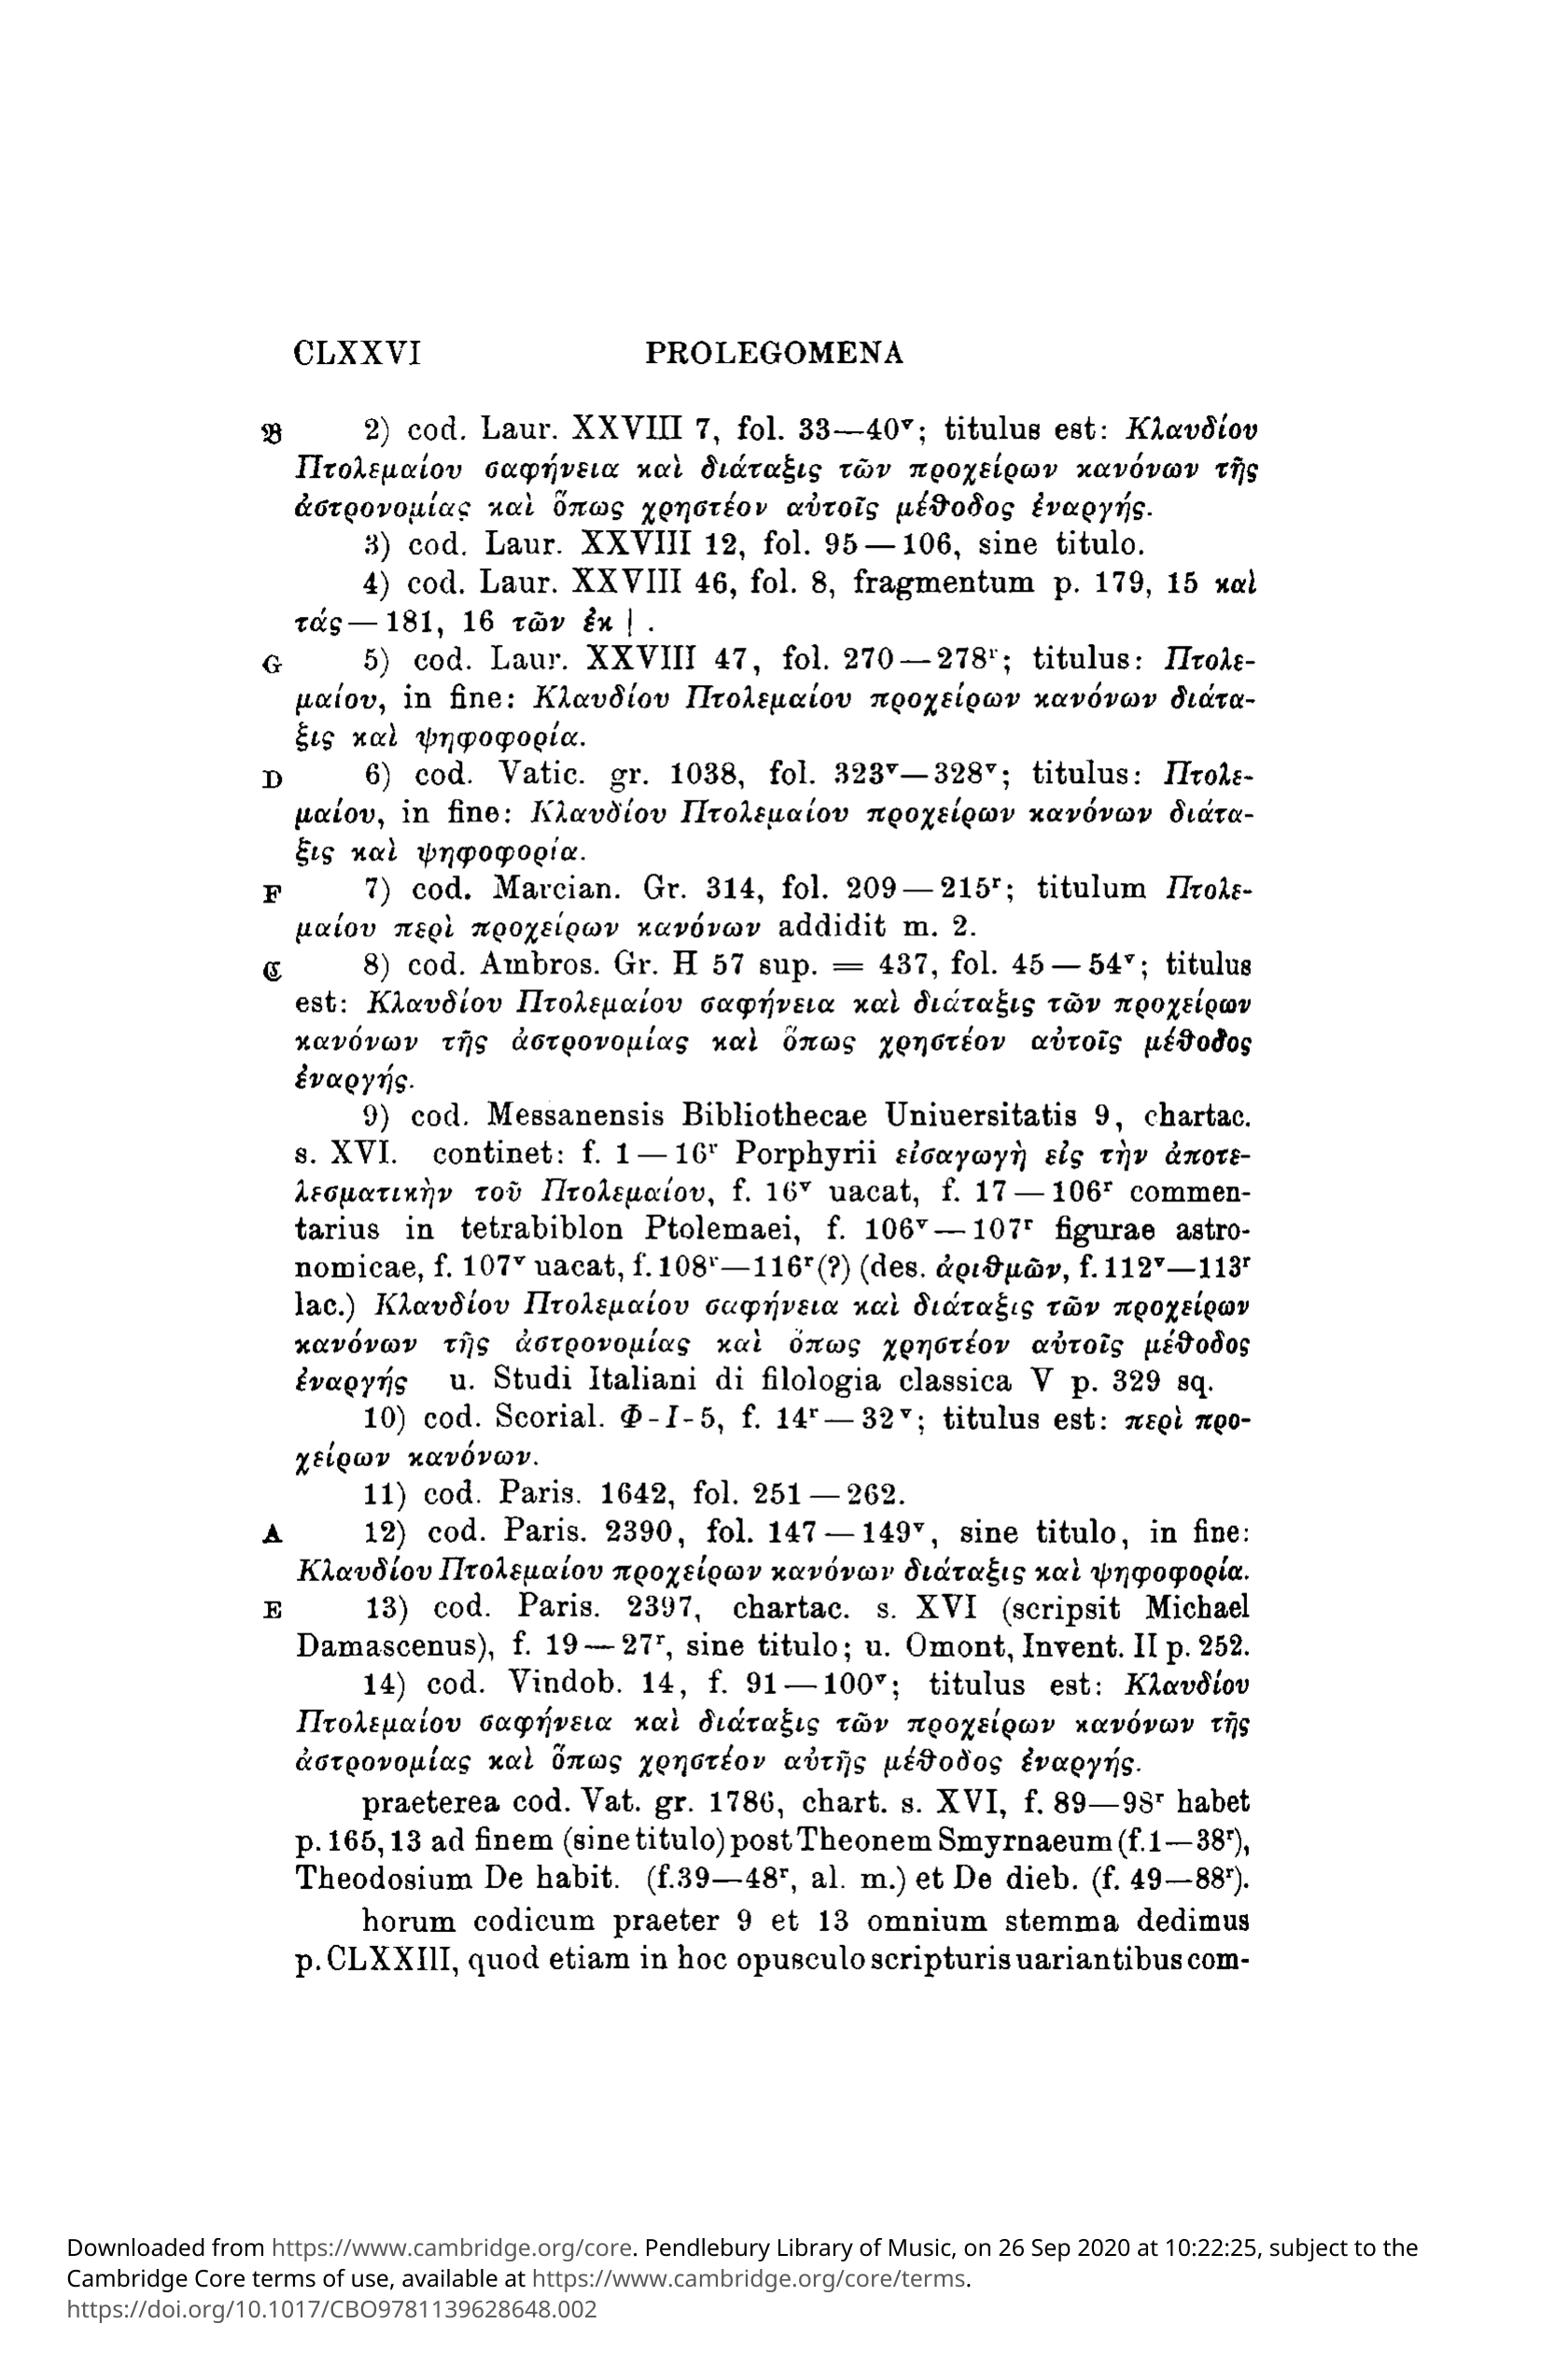 CLXXVI PROLEGOMENA
𝔅 2) cod. Laur. XXVIII 7, fol. 33—40ᵛ; titulus est: Κλαυδίου
Πτολεμαίου σαφήνεια καὶ διάταξις τῶν προχείρων κανόνων τῆς
ἀστρονομίας καὶ ὅπως χρηστέον αὐτοῖς μέθοδος ἐναργής.
3) cod. Laur. XXVIII 12, fol. 95—106, sine titulo.
4) cod. Laur. XXVIII 46, fol. 8, fragmentum p. 179, 15 καὶ
τάς—181, 16 τῶν ἐκ | .
G 5) cod. Laur. XXVIII 47, fol. 270—278ʳ; titulus: Πτολε-
μαίου, in fine: Κλαυδίου Πτολεμαίου προχείρων κανόνων διάτα-
ξις καὶ ψηφοφορία.
D 6) cod. Vatic. gr. 1038, fol. 323ᵛ—328ᵛ; titulus: Πτολε-
μαίου, in fine: Κλαυδίου Πτολεμαίου προχείρων κανόνων διάτα-
ξις καὶ ψηφοφορία.
F 7) cod. Marcian. Gr. 314, fol. 209—215ʳ; titulum Πτολε-
μαίου περὶ προχείρων κανόνων addidit m. 2.
ℭ 8) cod. Ambros. Gr. H 57 sup. = 437, fol. 45—54ᵛ; titulus
est: Κλαυδίου Πτολεμαίου σαφήνεια καὶ διάταξις τῶν προχείρων
κανόνων τῆς ἀστρονομίας καὶ ὅπως χρηστέον αὐτοῖς μέθοδος
ἐναργής.
9) cod. Messanensis Bibliothecae Uniuersitatis 9, chartac.
s. XVI. continet: f. 1—16ʳ Porphyrii εἰσαγωγὴ εἰς τὴν ἀποτε-
λεσματικὴν τοῦ Πτολεμαίου, f. 16ᵛ uacat, f. 17—106ʳ commen-
tarius in tetrabiblon Ptolemaei, f. 106ᵛ—107ʳ figurae astro-
nomicae, f. 107ᵛ uacat, f. 108ʳ—116ʳ(?) (des. ἀριθμῶν, f. 112ᵛ—113ʳ
lac.) Κλαυδίου Πτολεμαίου σαφήνεια καὶ διάταξις τῶν προχείρων
κανόνων τῆς ἀστρονομίας καὶ ὅπως χρηστέον αὐτοῖς μέθοδος
ἐναργής u. Studi Italiani di filologia classica V p. 329 sq.
10) cod. Scorial. Φ-I-5, f. 14ʳ—32ᵛ; titulus est: περὶ προ-
χείρων κανόνων.
11) cod. Paris. 1642, fol. 251—262.
A 12) cod. Paris. 2390, fol. 147—149ᵛ, sine titulo, in fine:
Κλαυδίου Πτολεμαίου προχείρων κανόνων διάταξις καὶ ψηφοφορία.
E 13) cod. Paris. 2397, chartac. s. XVI (scripsit Michael
Damascenus), f. 19—27ʳ, sine titulo; u. Omont, Invent. II p. 252.
14) cod. Vindob. 14, f. 91—100ᵛ; titulus est: Κλαυδίου
Πτολεμαίου σαφήνεια καὶ διάταξις τῶν προχείρων κανόνων τῆς
ἀστρονομίας καὶ ὅπως χρηστέον αὐτῆς μέθοδος ἐναργής.
praeterea cod. Vat. gr. 1786, chart. s. XVI, f. 89—98ʳ habet
p. 165, 13 ad finem (sine titulo) post Theonem Smyrnaeum (f. 1—38ʳ),
Theodosium De habit. (f. 39—48ʳ, al. m.) et De dieb. (f. 49—88ʳ).
horum codicum praeter 9 et 13 omnium stemma dedimus
p. CLXXIII, quod etiam in hoc opusculo scripturis uariantibus com-
Downloaded from https://www.cambridge.org/core. Pendlebury Library of Music, on 26 Sep 2020 at 10:22:25, subject to the
Cambridge Core terms of use, available at https://www.cambridge.org/core/terms.
https://doi.org/10.1017/CBO9781139628648.002